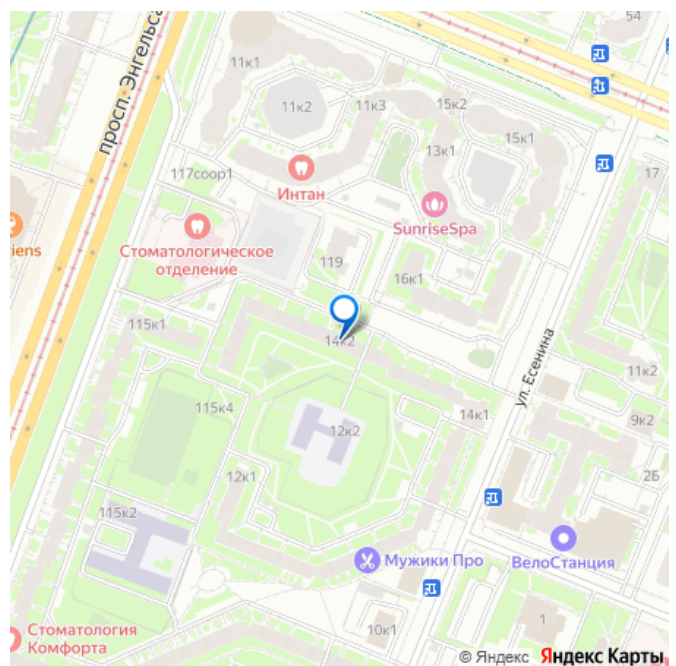 54
11к1
просп. Энгельса
11к2
11к3
15к2
15к1
13к1
17
117соор1
Интан
SunriseSpa
Стоматологическое
отделение
iens
119
16к1
115к1
14к2
ул. Есенина
11к2
115к4
14к1
9к2
12к2
12к1
2Б
115к2
Мужики Про
ВелоСтанция
Стоматология
Комфорта
10к1
1
© Яндекс Яндекс Карты